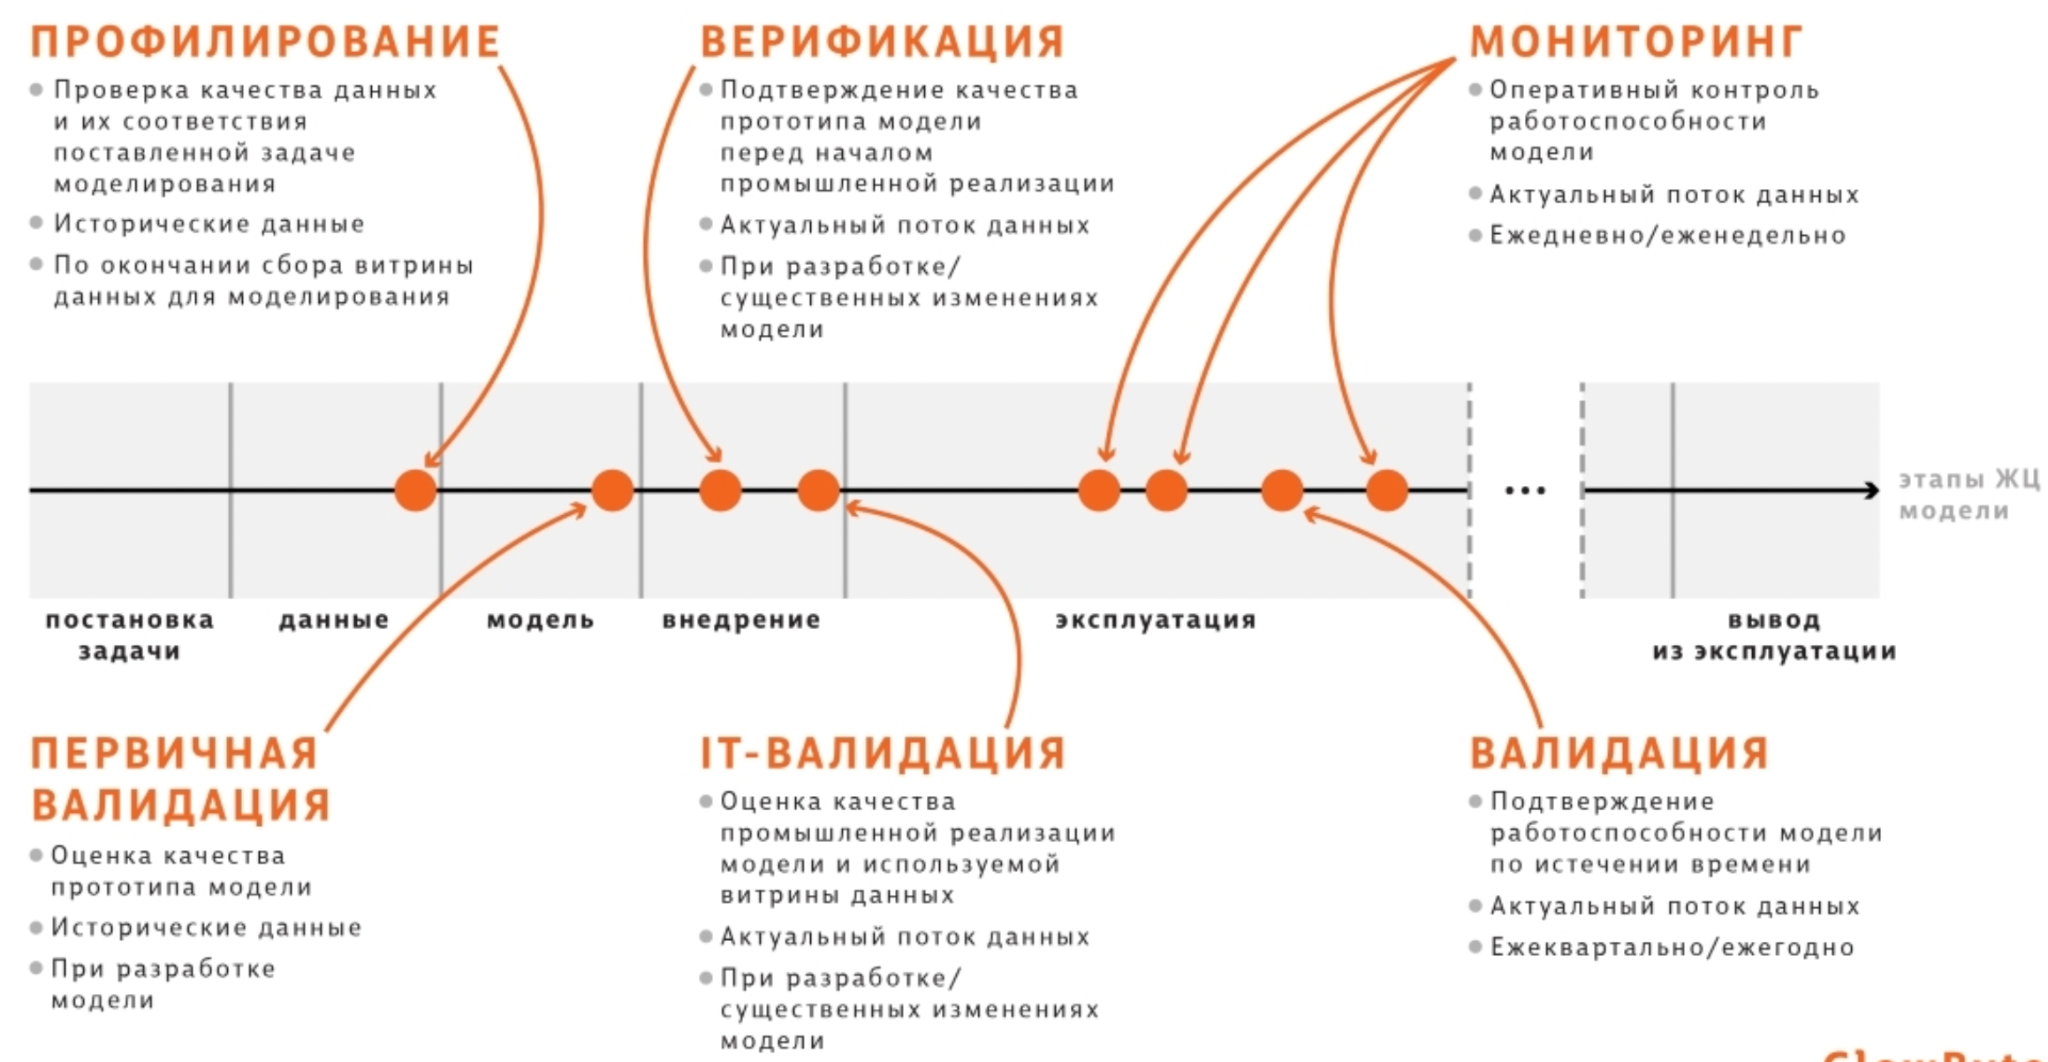 ПРОФИЛИРОВАНИЕ
Проверка качества данных
и их соответствия
поставленной задаче
моделирования
Исторические данные
По окончании сбора витрины
данных для моделирования
ВЕРИФИКАЦИЯ
Подтверждение качества
прототипа модели
перед началом
промышленной реализации
Актуальный поток данных
При разработке/
существенных изменениях
модели
МОНИТОРИНГ
Оперативный контроль
работоспособности
модели
Актуальный поток данных
Ежедневно/еженедельно
...
этапы ЖЦ
модели
постановка
задачи
данные
модель
внедрение
эксплуатация
вывод
из эксплуатации
ПЕРВИЧНАЯ
ВАЛИДАЦИЯ
Оценка качества
прототипа модели
Исторические данные
При разработке
модели
IT-ВАЛИДАЦИЯ
Оценка качества
промышленной реализации
модели и используемой
витрины данных
Актуальный поток данных
При разработке/
существенных изменениях
модели
ВАЛИДАЦИЯ
Подтверждение
работоспособности модели
по истечении времени
Актуальный поток данных
Ежеквартально/ежегодно